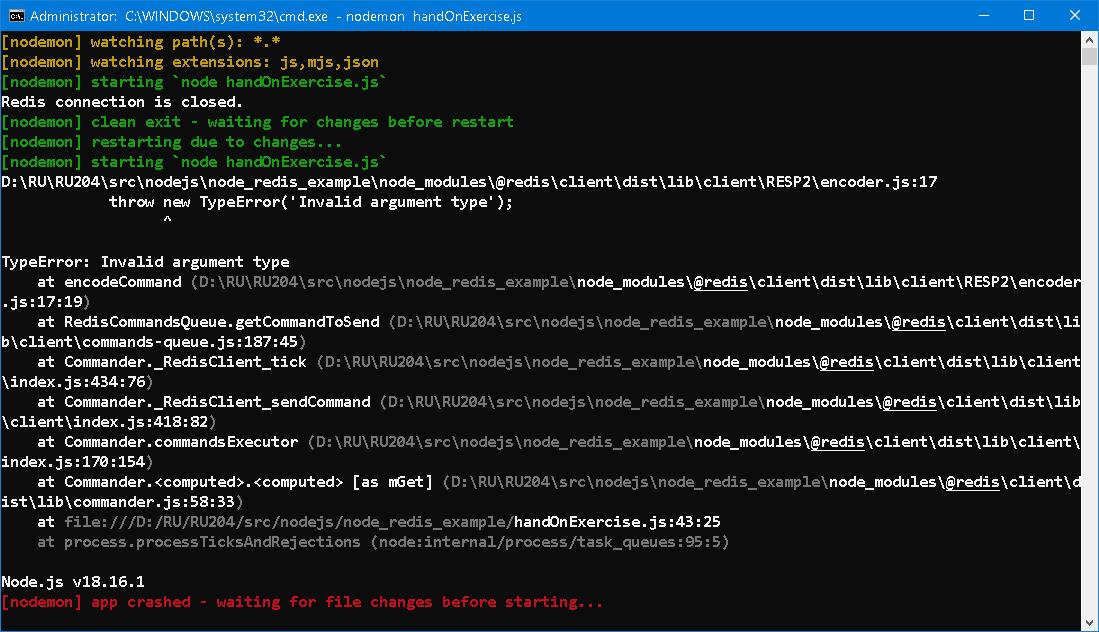 Administrator:  C:\WINDOWS\system32\cmd.exe  - nodemon  handOnExercise.js
[nodemon] watching path(s): *.*
[nodemon] watching extensions: js,mjs,json
[nodemon] starting `node handOnExercise.js`
Redis connection is closed.
[nodemon] clean exit - waiting for changes before restart
[nodemon] restarting due to changes...
[nodemon] starting `node handOnExercise.js`
D:\RU\RU204\src\nodejs\node_redis_example\node_modules\@redis\client\dist\lib\client\RESP2\encoder.js:17
            throw new TypeError('Invalid argument type');
                  ^
TypeError: Invalid argument type
    at encodeCommand (D:\RU\RU204\src\nodejs\node_redis_example\node_modules\@redis\client\dist\lib\client\RESP2\encoder
.js:17:19)
    at RedisCommandsQueue.getCommandToSend (D:\RU\RU204\src\nodejs\node_redis_example\node_modules\@redis\client\dist\li
b\client\commands-queue.js:187:45)
    at Commander._RedisClient_tick (D:\RU\RU204\src\nodejs\node_redis_example\node_modules\@redis\client\dist\lib\client
\index.js:434:76)
    at Commander._RedisClient_sendCommand (D:\RU\RU204\src\nodejs\node_redis_example\node_modules\@redis\client\dist\lib
\client\index.js:418:82)
    at Commander.commandsExecutor (D:\RU\RU204\src\nodejs\node_redis_example\node_modules\@redis\client\dist\lib\client\
index.js:170:154)
    at Commander.<computed>.<computed> [as mGet] (D:\RU\RU204\src\nodejs\node_redis_example\node_modules\@redis\client\d
ist\lib\commander.js:58:33)
    at file:///D:/RU/RU204/src/nodejs/node_redis_example/handOnExercise.js:43:25
    at process.processTicksAndRejections (node:internal/process/task_queues:95:5)
Node.js v18.16.1
[nodemon] app crashed - waiting for file changes before starting...